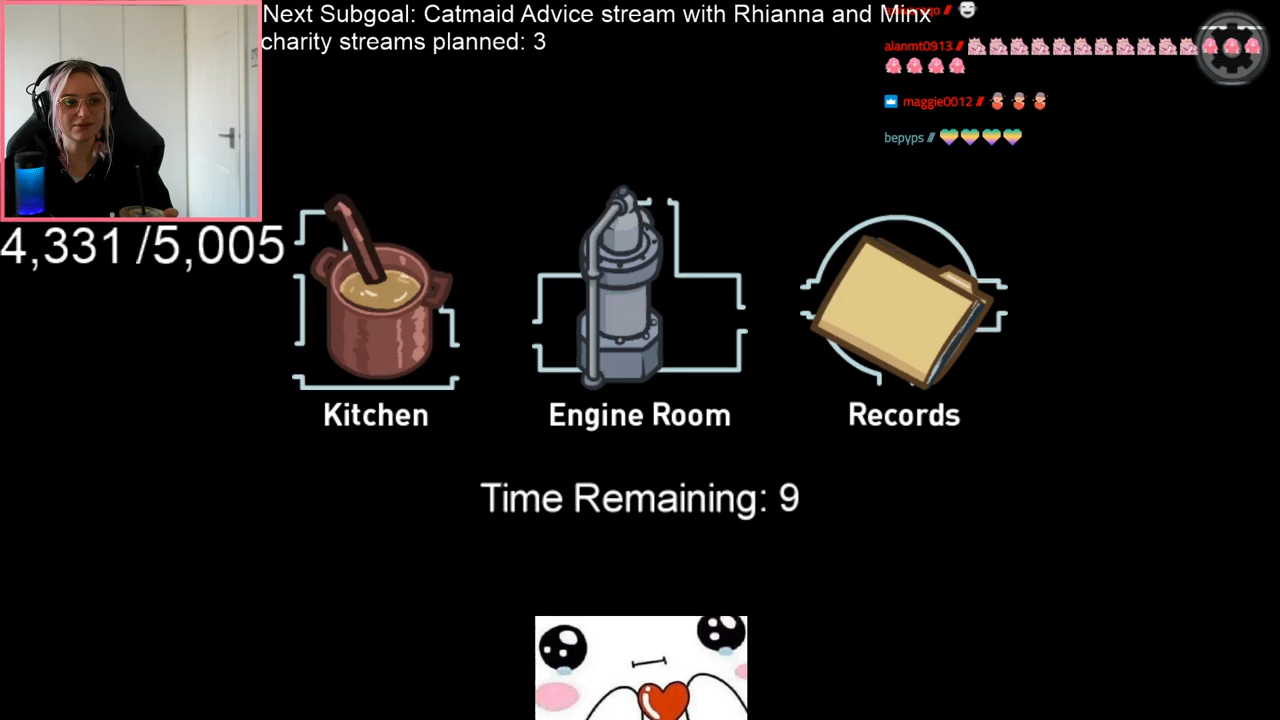 Next Subgoal: Catmaid Advice stream with Rhianna and Minx
charity streams planned: 3
alanmt0913 //
maggie0012 //
bepyps //
4,331 /5,005
Kitchen
Engine Room
Records
Time Remaining: 9